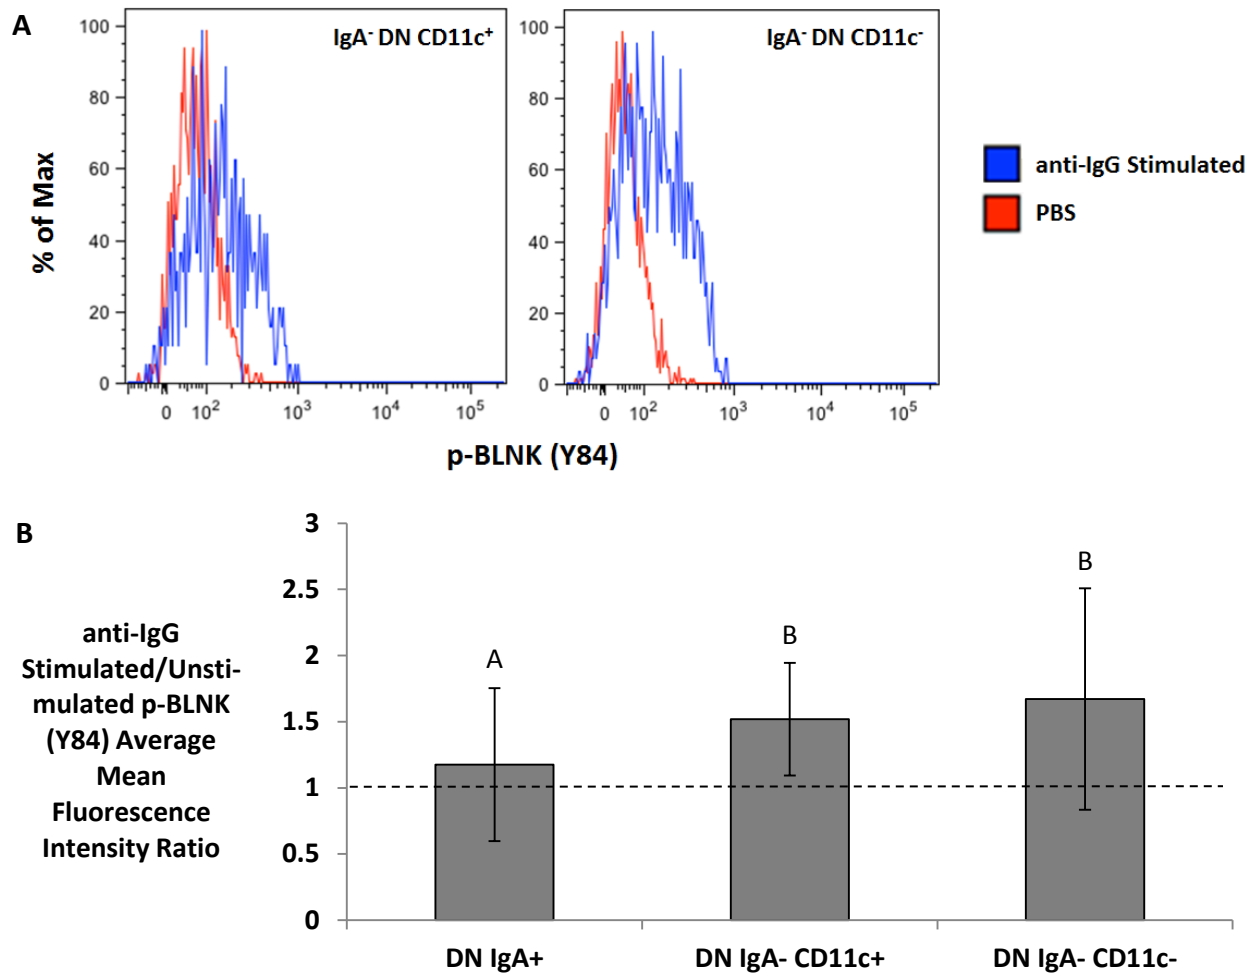 A
IgA⁻ DN CD11c⁺
IgA⁻ DN CD11c⁻
100
80
60
40
20
0
% of Max
0 10² 10³ 10⁴ 10⁵
100
80
60
40
20
0
0 10² 10³ 10⁴ 10⁵
p-BLNK (Y84)
anti-IgG Stimulated
PBS
B
anti-IgG
Stimulated/Unsti-
mulated p-BLNK
(Y84) Average
Mean
Fluorescence
Intensity Ratio
3
2.5
2
1.5
1
0.5
0
A
B
B
DN IgA+
DN IgA- CD11c+
DN IgA- CD11c-